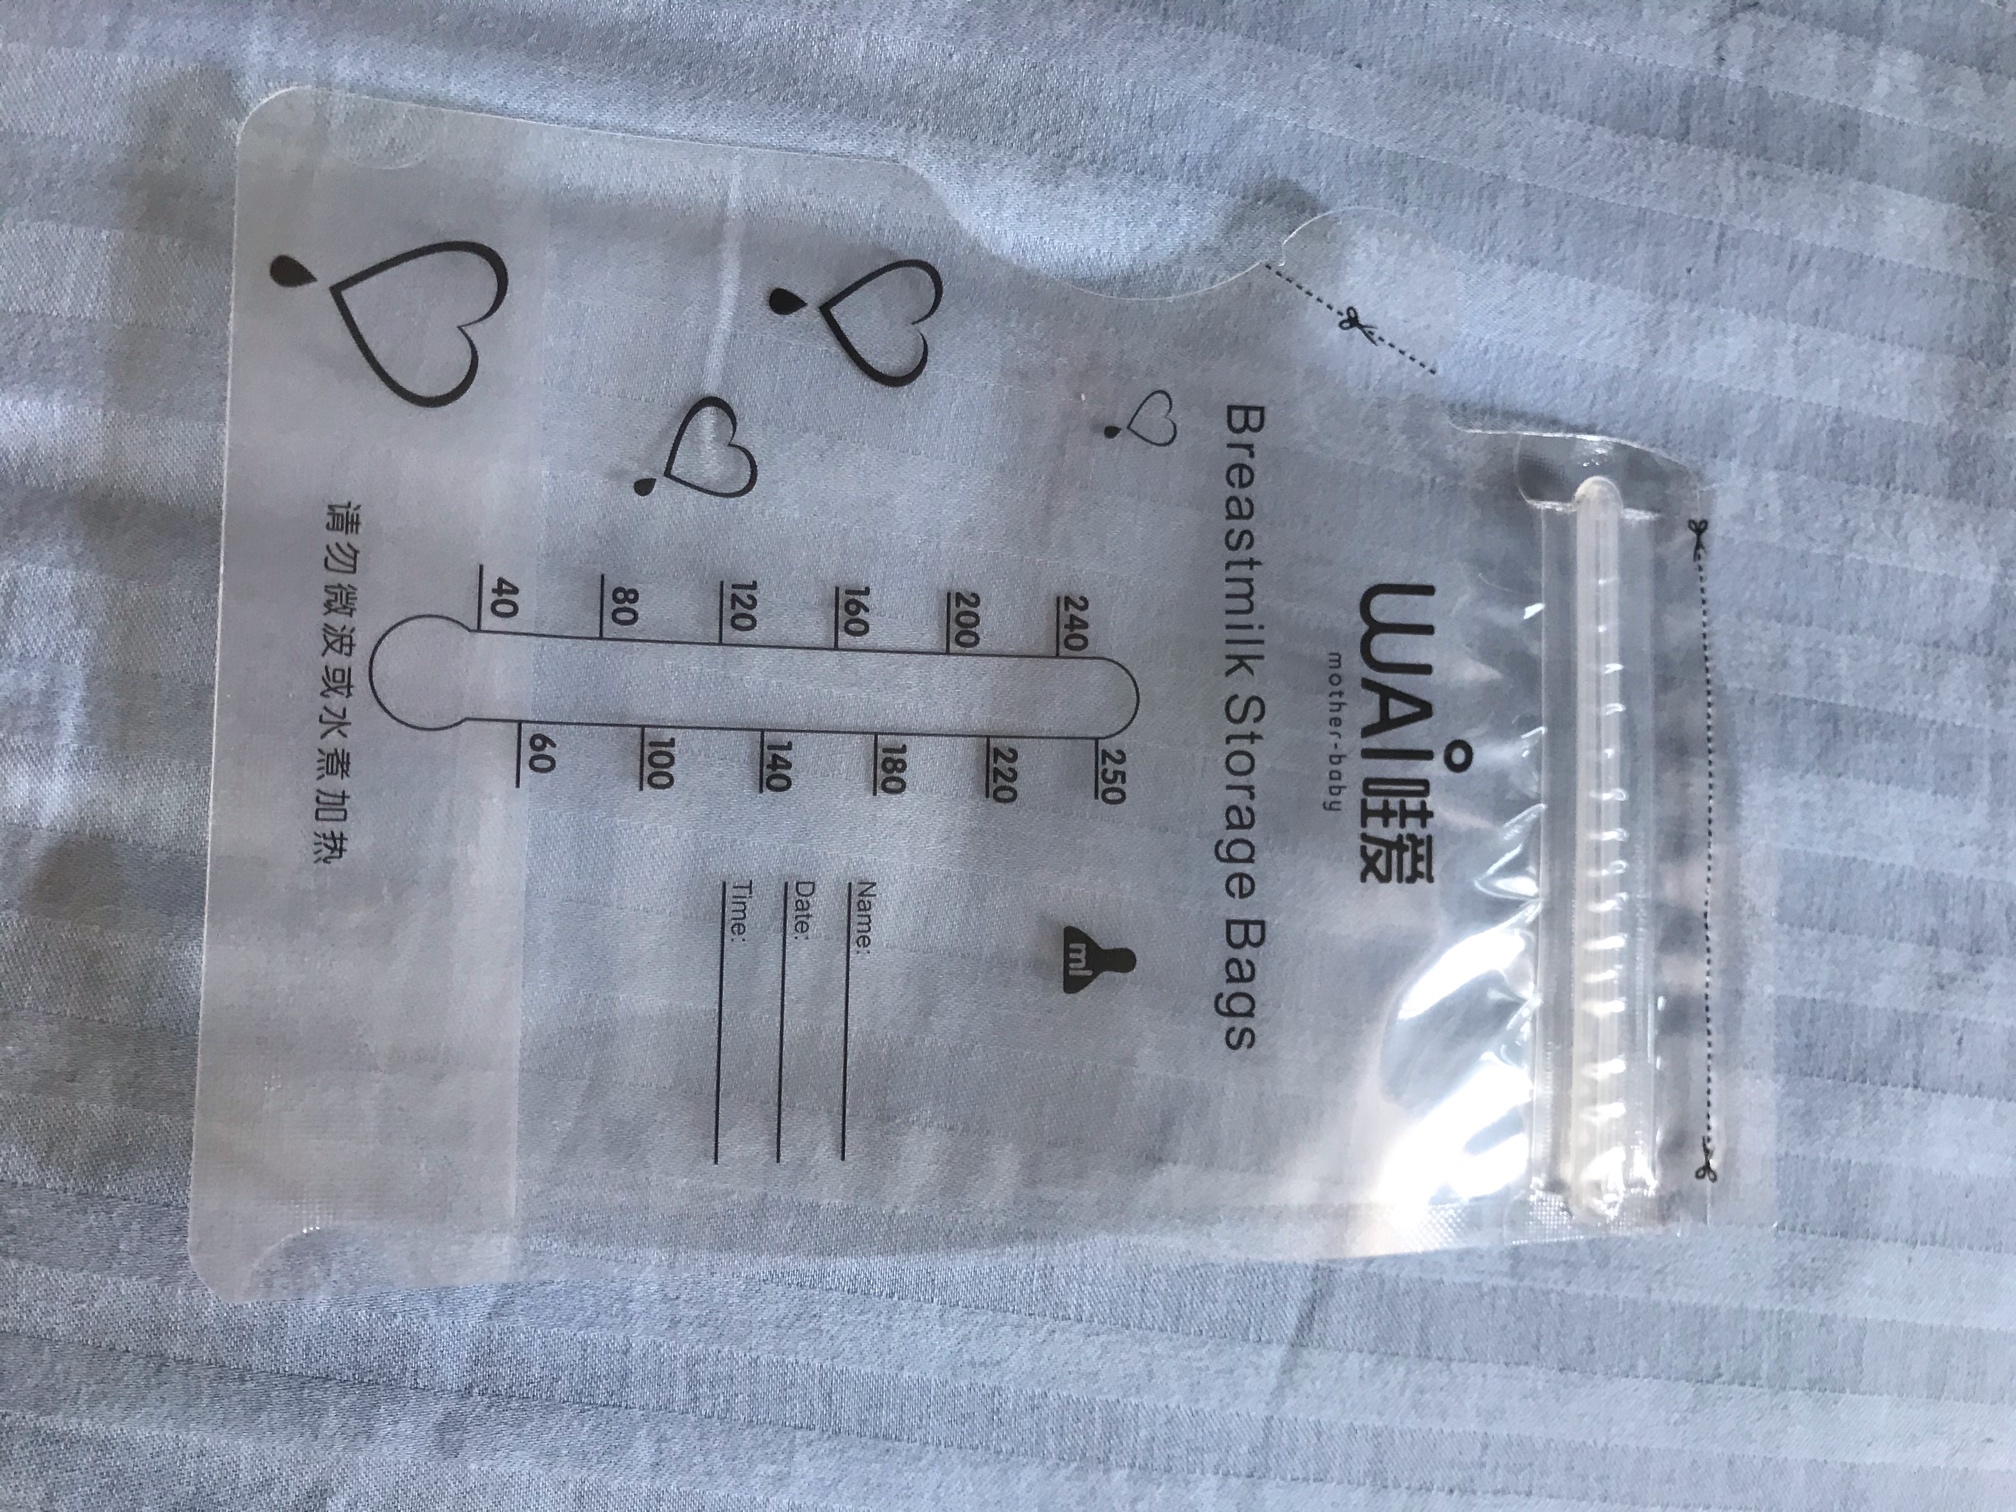 WAI哇爱
mother-baby
Breastmilk Storage Bags
ml
240
250
200
220
160
180
120
140
80
100
40
60
Name:
Date:
Time:
请勿微波或水煮加热